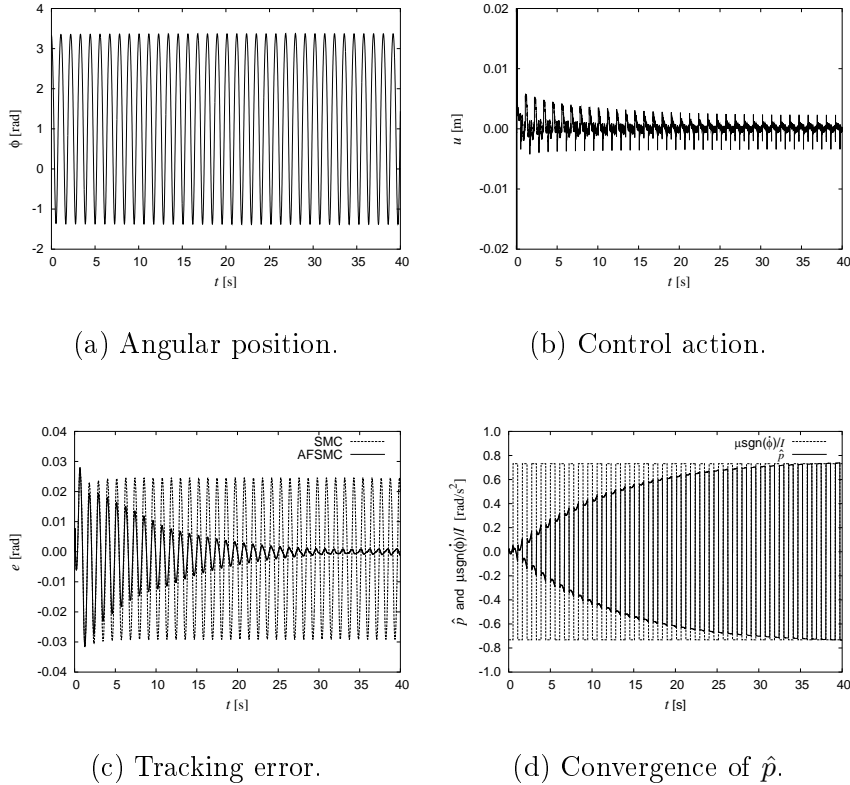 4
3
2
1
0
-1
-2
ϕ [rad]
0 5 10 15 20 25 30 35 40
t [s]
(a) Angular position.
0.02
0.01
0.00
-0.01
-0.02
u [m]
0 5 10 15 20 25 30 35 40
t [s]
(b) Control action.
0.04
0.03
0.02
0.01
0.00
-0.01
-0.02
-0.03
-0.04
e [rad]
SMC
AFSMC
0 5 10 15 20 25 30 35 40
t [s]
(c) Tracking error.
1.0
0.8
0.6
0.4
0.2
0.0
-0.2
-0.4
-0.6
-0.8
-1.0
p̂ and μsgn(ϕ̇)/I [rad/s²]
μsgn(ϕ̇)/I
p̂
0 5 10 15 20 25 30 35 40
t [s]
(d) Convergence of p̂.